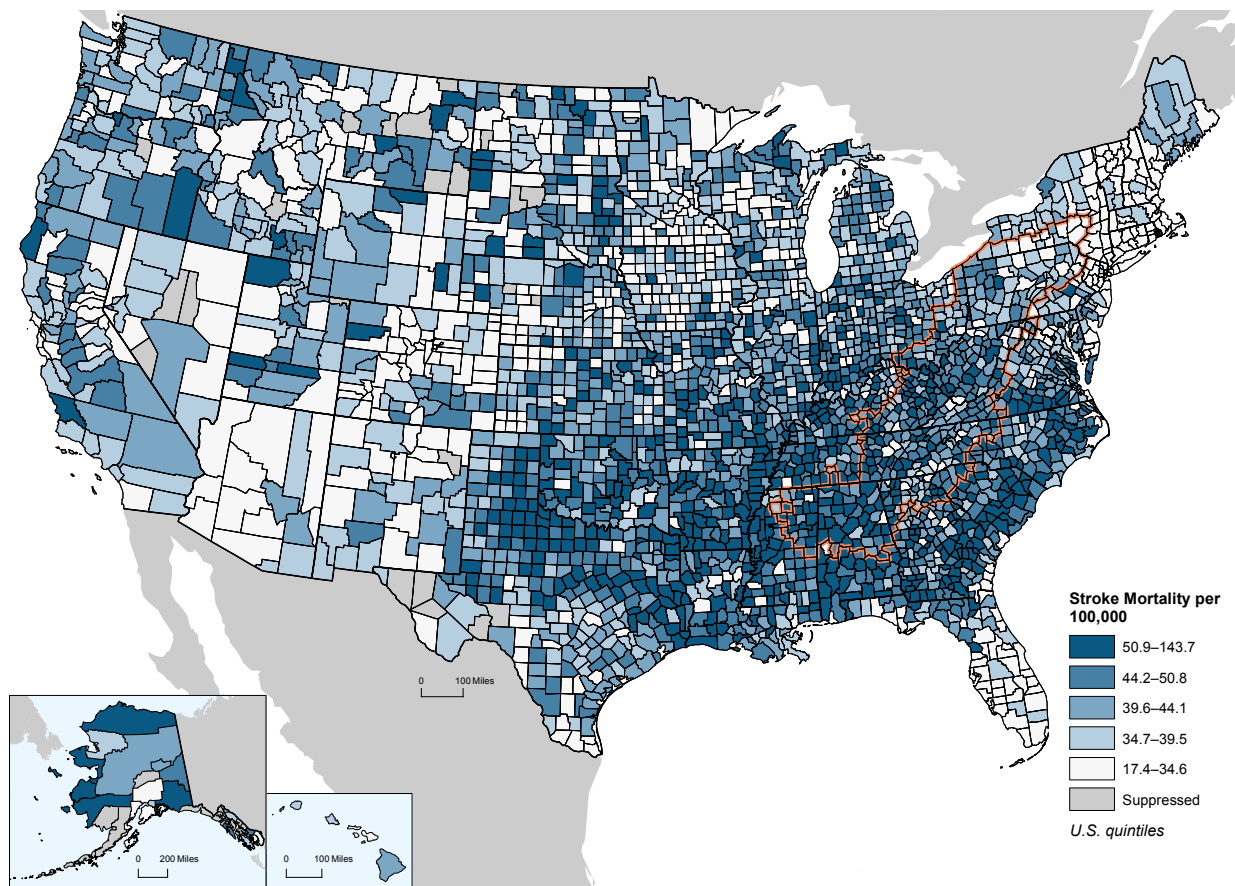 Stroke Mortality per
100,000
50.9–143.7
44.2–50.8
39.6–44.1
34.7–39.5
17.4–34.6
Suppressed
U.S. quintiles
0 100 Miles
0 200 Miles
0 100 Miles